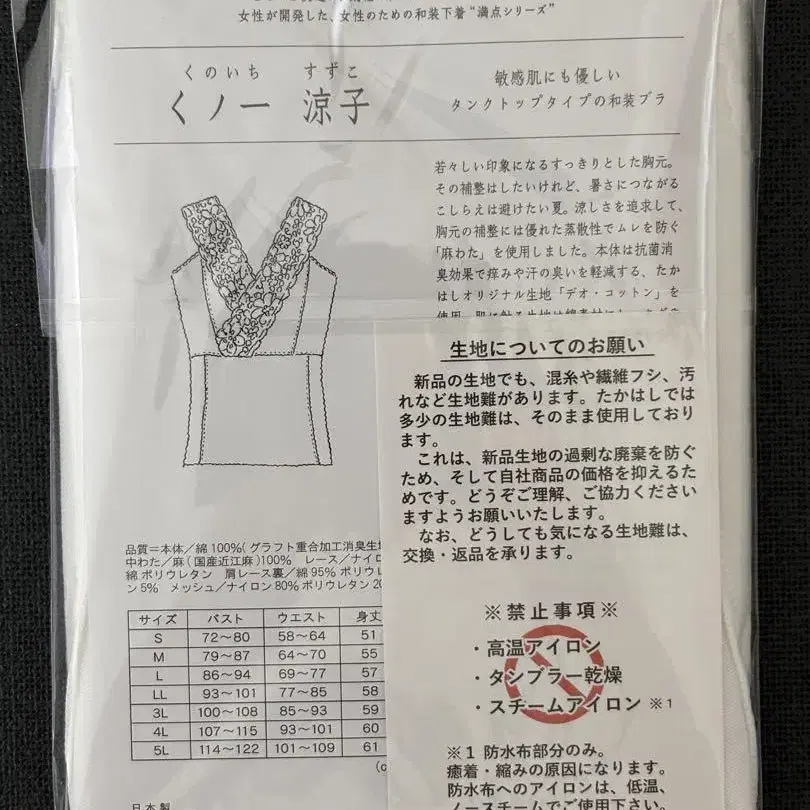 女性が開発した、女性のための和装下着“満点シリーズ”
くのいち すずこ
くノ一 涼子
敏感肌にも優しい
タンクトップタイプの和装ブラ
若々しい印象になるすっきりとした胸元。
その補整はしたいけれど、暑さにつながる
こしらえは避けたい夏。涼しさを追求して、
胸元の補整には優れた蒸散性でムレを防ぐ
「麻わた」を使用しました。本体は抗菌消
臭効果で痒みや汗の臭いを軽減する、たか
はしオリジナル生地「デオ・コットン」を
生地についてのお願い
新品の生地でも、混糸や繊維フシ、汚
れなど生地難があります。たかはしでは
多少の生地難は、そのまま使用しており
ます。
これは、新品生地の過剰な廃棄を防ぐ
ため、そして自社商品の価格を抑えるた
めです。どうぞご理解、ご協力ください
ますようお願いいたします。
なお、どうしても気になる生地難は、
交換・返品を承ります。
品質＝本体／綿100%(グラフト重合加工消臭生地
中わた／麻(国産近江麻)100% レース／ナイロ
綿 ポリウレタン 肩レース裏／綿95% ポリウレ
ン5% メッシュ／ナイロン80% ポリウレタン20
サイズ バスト ウエスト 身丈
S 72～80 58～64 51
M 79～87 64～70 55
L 86～94 69～77 57
LL 93～101 77～85 58
3L 100～108 85～93 59
4L 107～115 93～101 60
5L 114～122 101～109 61
日本製
※禁止事項※
・高温アイロン
・タンブラー乾燥
・スチームアイロン ※1
※1 防水布部分のみ。
癒着・縮みの原因になります。
防水布へのアイロンは、低温、
ノースチームでご使用下さい。